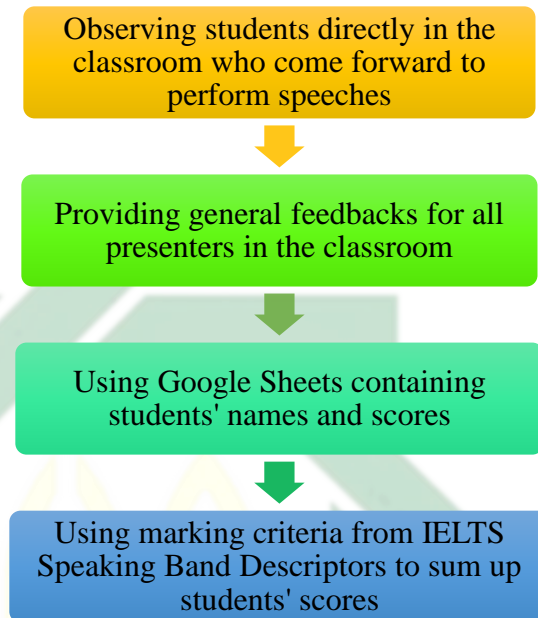 Observing students directly in the
classroom who come forward to
perform speeches
Providing general feedbacks for all
presenters in the classroom
Using Google Sheets containing
students' names and scores
Using marking criteria from IELTS
Speaking Band Descriptors to sum up
students' scores